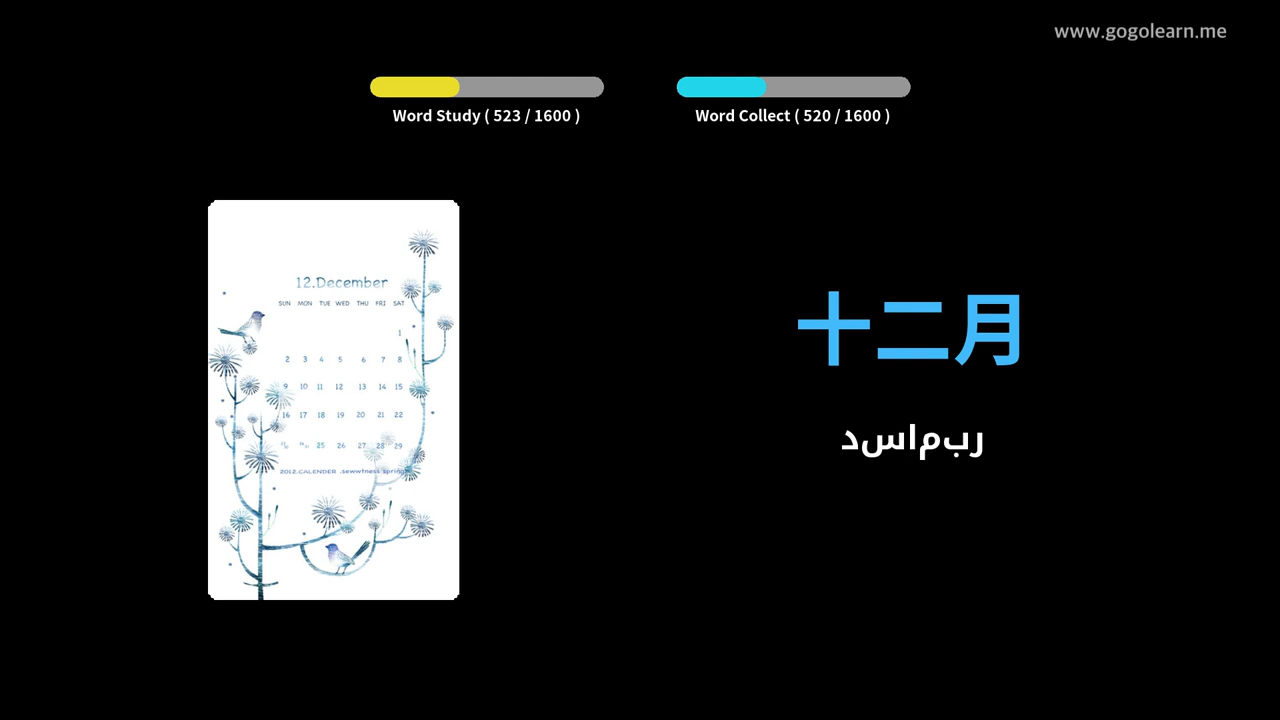 www.gogolearn.me
Word Study ( 523 / 1600 )
Word Collect ( 520 / 1600 )
12.December
SUN MON TUE WED THU FRI SAT
1
2 3 4 5 6 7 8
9 10 11 12 13 14 15
16 17 18 19 20 21 22
25 26 27 28 29
2012.CALENDER .sewwtness spring
十二月
ربماسد